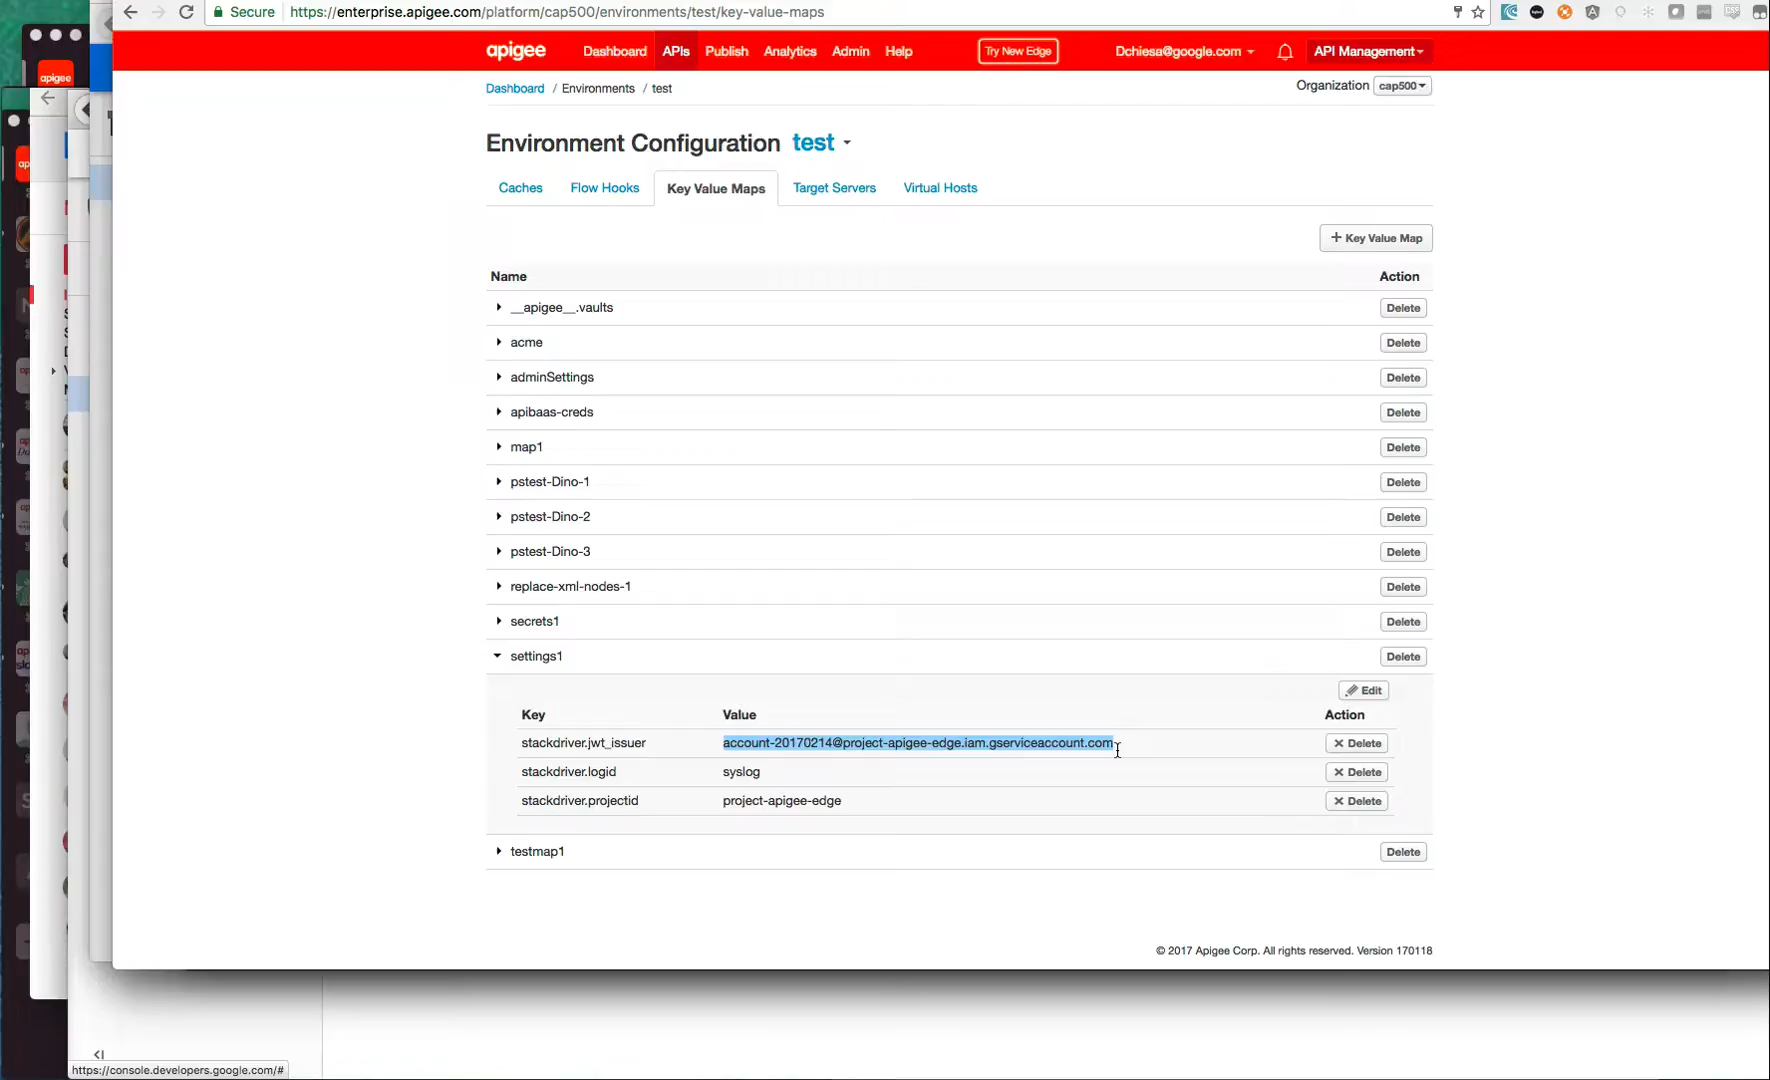 Secure https://enterprise.apigee.com/platform/cap500/environments/test/key-value-maps
apigee
apigee Dashboard APIs Publish Analytics Admin Help Try New Edge Dchiesa@google.com API Management
Dashboard / Environments / test
Organization cap500
Environment Configuration test
Caches Flow Hooks Key Value Maps Target Servers Virtual Hosts
+ Key Value Map
Name Action
__apigee__.vaults Delete
acme Delete
adminSettings Delete
apibaas-creds Delete
map1 Delete
pstest-Dino-1 Delete
pstest-Dino-2 Delete
pstest-Dino-3 Delete
replace-xml-nodes-1 Delete
secrets1 Delete
settings1 Delete
Edit
Key Value Action
stackdriver.jwt_issuer account-20170214@project-apigee-edge.iam.gserviceaccount.com Delete
stackdriver.logid syslog Delete
stackdriver.projectid project-apigee-edge Delete
testmap1 Delete
© 2017 Apigee Corp. All rights reserved. Version 170118
https://console.developers.google.com/#